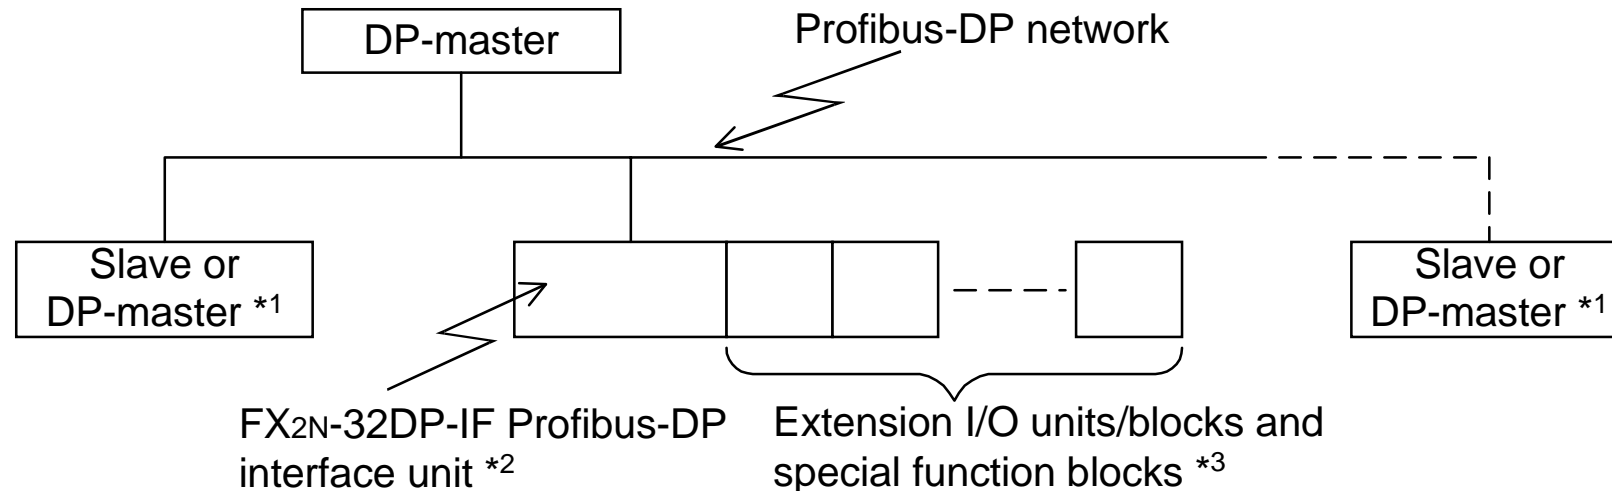 DP-master
Profibus-DP network
Slave or
DP-master *1
Slave or
DP-master *1
FX2N-32DP-IF Profibus-DP
interface unit *2
Extension I/O units/blocks and
special function blocks *3